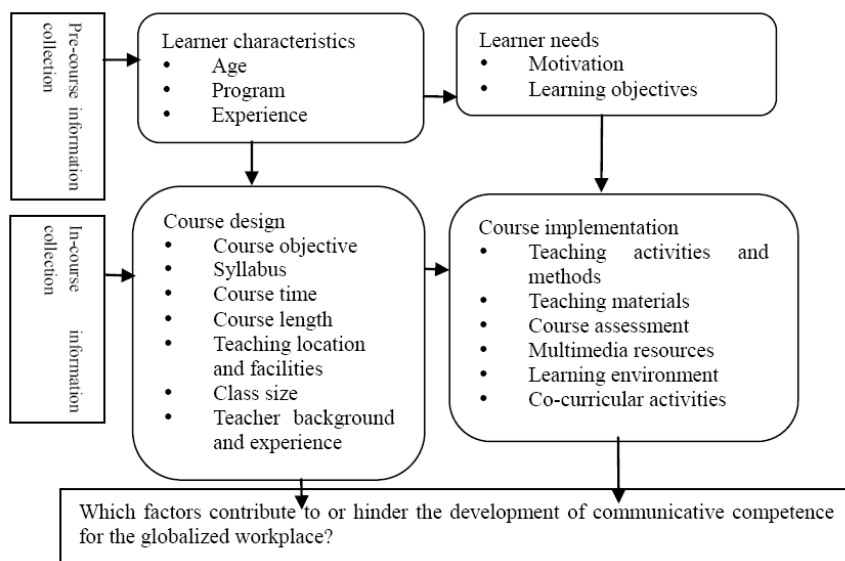 Pre-course information
collection
Learner characteristics
• Age
• Program
• Experience
Learner needs
• Motivation
• Learning objectives
In-course information
collection
Course design
• Course objective
• Syllabus
• Course time
• Course length
• Teaching location
and facilities
• Class size
• Teacher background
and experience
Course implementation
• Teaching activities and
methods
• Teaching materials
• Course assessment
• Multimedia resources
• Learning environment
• Co-curricular activities
Which factors contribute to or hinder the development of communicative competence
for the globalized workplace?